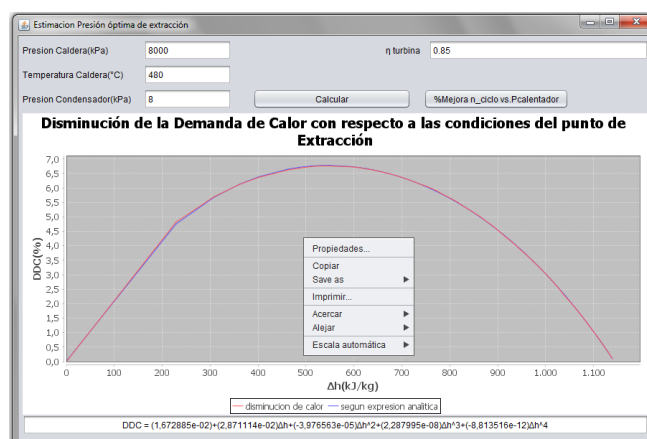 Estimacion Presión óptima de extracción
Presion Caldera(kPa) 8000 η turbina 0.85
Temperatura Caldera(°C) 480
Presion Condensador(kPa) 8 Calcular %Mejora n_ciclo vs.Pcalentador
Disminución de la Demanda de Calor con respecto a las condiciones del punto de
Extracción
7,0
6,5
6,0
5,5
5,0
4,5
4,0
3,5
3,0
2,5
2,0
1,5
1,0
0,5
0,0
DDC(%)
Propiedades...
Copiar
Save as
Imprimir...
Acercar
Alejar
Escala automática
0 100 200 300 400 500 600 700 800 900 1.000 1.100
Δh(kJ/kg)
disminucion de calor segun expresion analitica
DDC = (1,672885e-02)+(2,871114e-02)Δh+(-3,976563e-05)Δh^2+(2,287995e-08)Δh^3+(-8,813516e-12)Δh^4